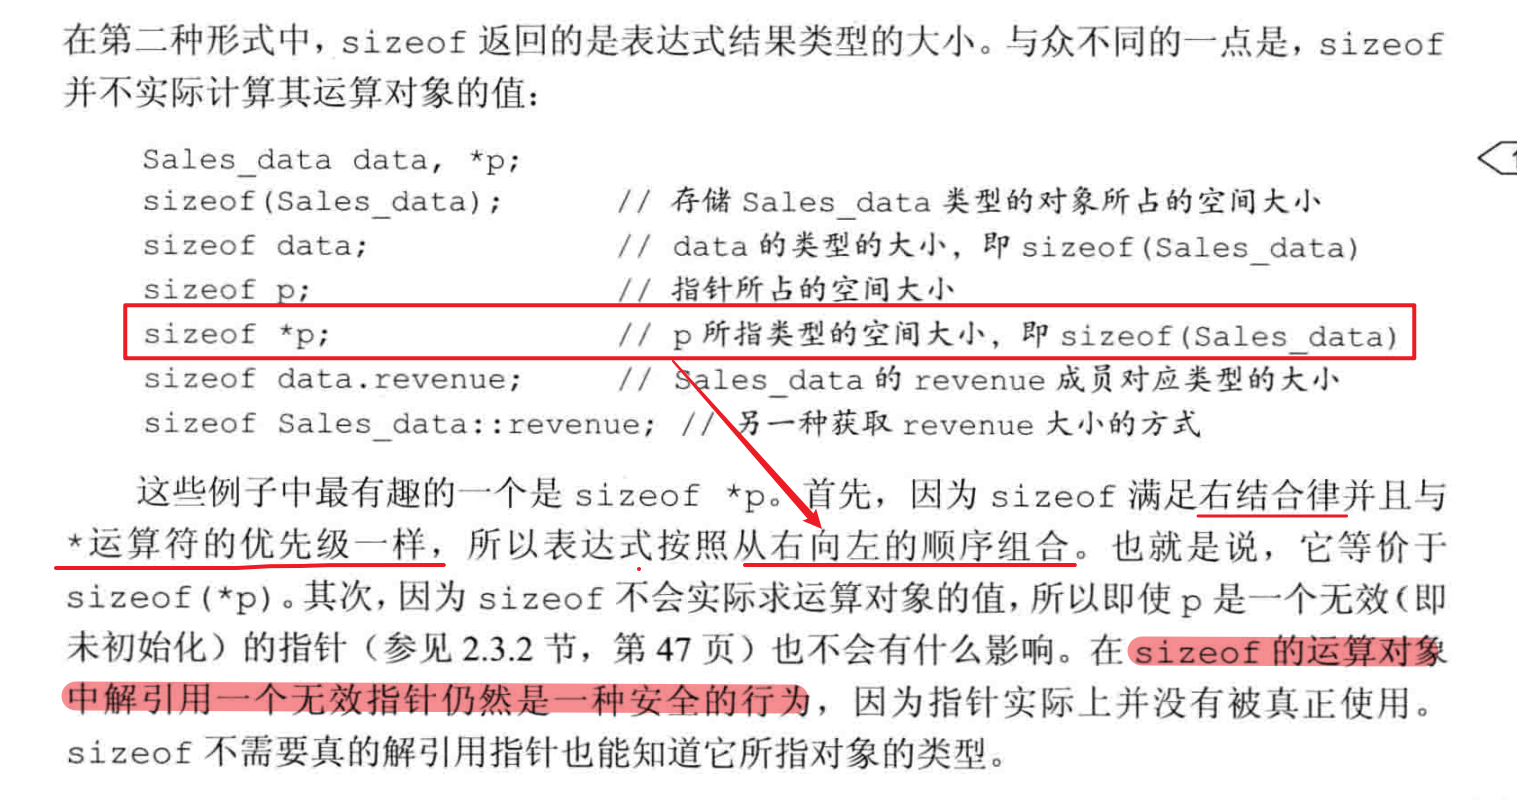 在第二种形式中，sizeof 返回的是表达式结果类型的大小。与众不同的一点是，sizeof
并不实际计算其运算对象的值：
Sales_data data, *p;
sizeof(Sales_data); // 存储 Sales_data 类型的对象所占的空间大小
sizeof data; // data 的类型的大小，即 sizeof(Sales_data)
sizeof p; // 指针所占的空间大小
sizeof *p; // p 所指类型的空间大小，即 sizeof(Sales_data)
sizeof data.revenue; // Sales_data 的 revenue 成员对应类型的大小
sizeof Sales_data::revenue; // 另一种获取 revenue 大小的方式
这些例子中最有趣的一个是 sizeof *p。首先，因为 sizeof 满足右结合律并且与
*运算符的优先级一样，所以表达式按照从右向左的顺序组合。也就是说，它等价于
sizeof(*p)。其次，因为 sizeof 不会实际求运算对象的值，所以即使 p 是一个无效（即
未初始化）的指针（参见 2.3.2 节，第 47 页）也不会有什么影响。在 sizeof 的运算对象
中解引用一个无效指针仍然是一种安全的行为，因为指针实际上并没有被真正使用。
sizeof 不需要真的解引用指针也能知道它所指对象的类型。